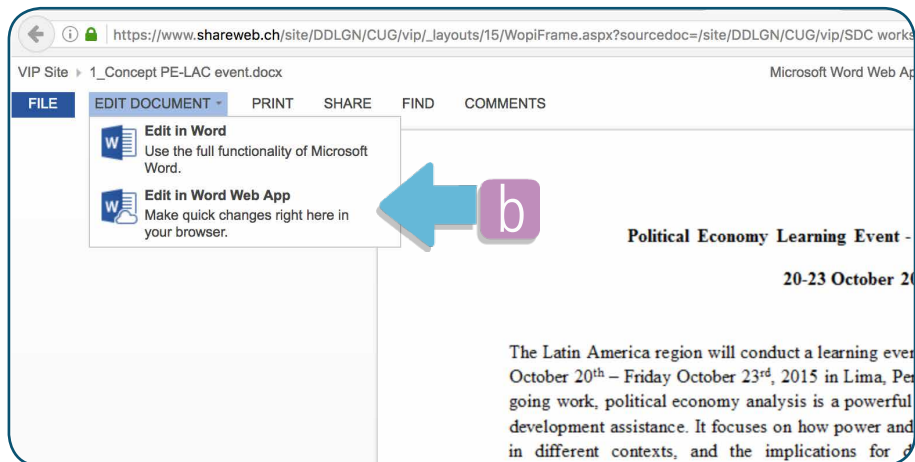 https://www.shareweb.ch/site/DDLGN/CUG/vip/_layouts/15/WopiFrame.aspx?sourcedoc=/site/DDLGN/CUG/vip/SDC works
VIP Site ▸ 1_Concept PE-LAC event.docx Microsoft Word Web Ap
FILE EDIT DOCUMENT PRINT SHARE FIND COMMENTS
Edit in Word
Use the full functionality of Microsoft
Word.
Edit in Word Web App
Make quick changes right here in
your browser.
b
Political Economy Learning Event -
20-23 October 20
The Latin America region will conduct a learning ever
October 20th – Friday October 23rd, 2015 in Lima, Per
going work, political economy analysis is a powerful
development assistance. It focuses on how power and
in different contexts, and the implications for d